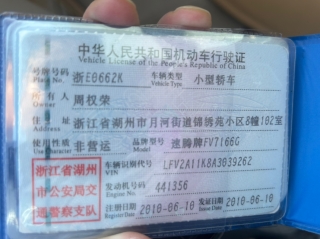 中华人民共和国机动车行驶证
Vehicle License of the People's Republic of China
号牌号码 浙E0662K 车辆类型 小型轿车
Plate No. Vehicle Type
所有人 周权荣
Owner
住址 浙江省湖州市月河街道锦绣苑小区8幢102室
Address
使用性质 非营运 品牌型号 速腾牌FV7166G
Use Character Model
浙江省湖州
市公安局交
通警察支队
车辆识别代号 LFV2A11K8A3039262
VIN
发动机号码 441356
Engine No.
注册日期 2010-06-10 发证日期 2010-06-10
Register Date Issue Date